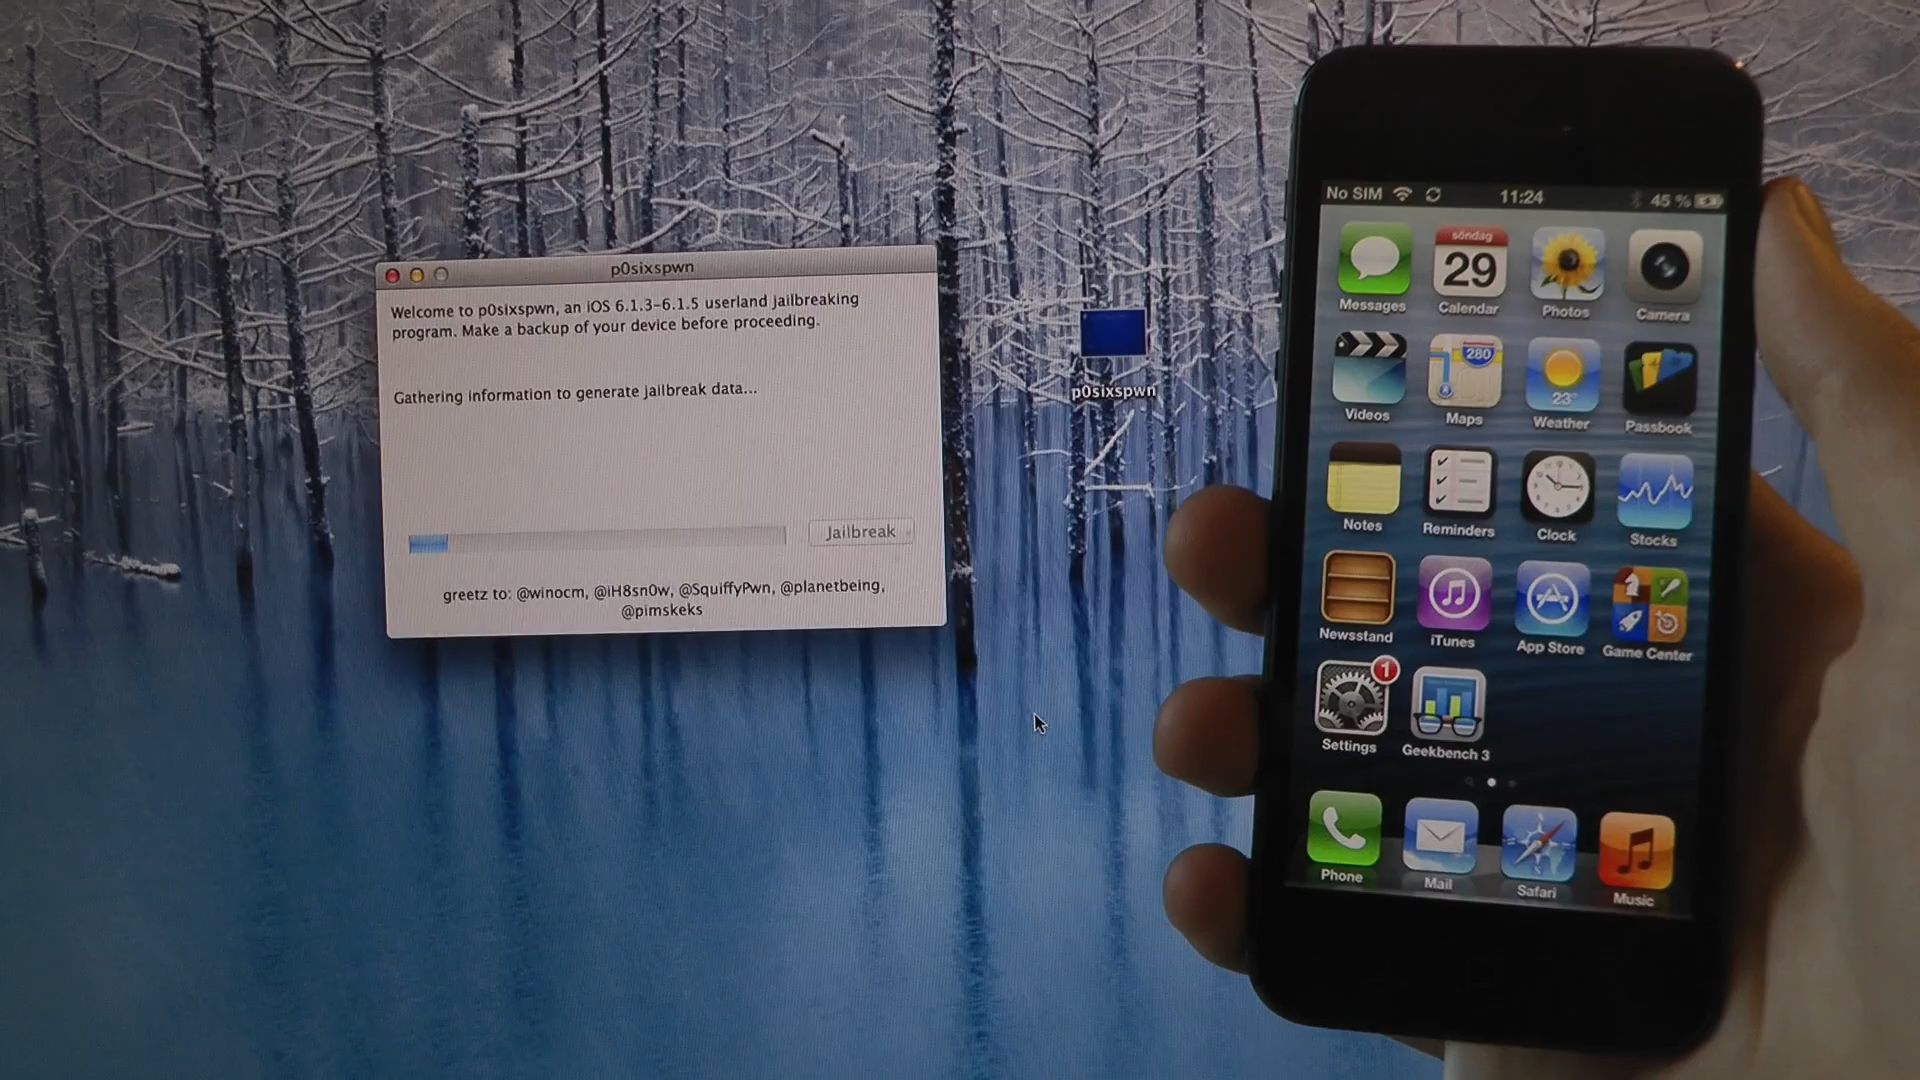 p0sixspwn
Welcome to p0sixspwn, an iOS 6.1.3-6.1.5 userland jailbreaking
program. Make a backup of your device before proceeding.
Gathering information to generate jailbreak data...
Jailbreak
greetz to: @winocm, @iH8sn0w, @SquiffyPwn, @planetbeing,
@pimskeks
p0sixspwn
No SIM 11:24 45 %
söndag
29
Messages Calendar Photos Camera
280
23°
Videos Maps Weather Passbook
Notes Reminders Clock Stocks
Newsstand iTunes App Store Game Center
1
Settings Geekbench 3
Phone Mail Safari Music